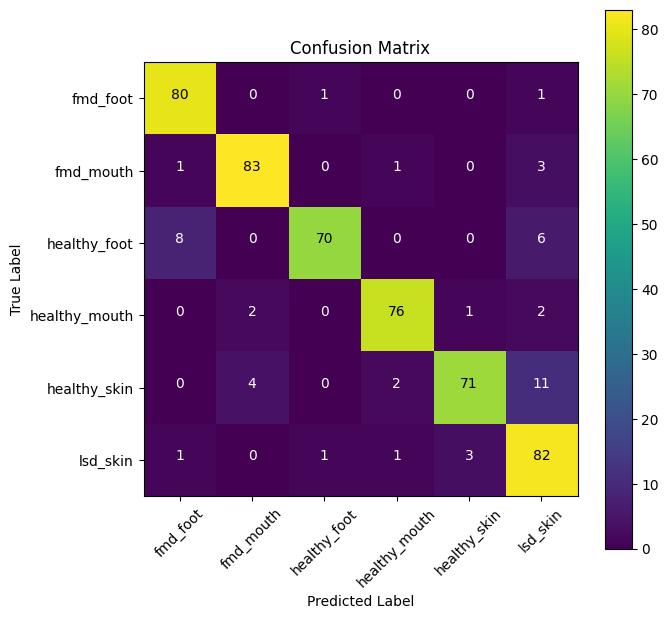 Confusion Matrix
fmd_foot 80 0 1 0 0 1
fmd_mouth 1 83 0 1 0 3
healthy_foot 8 0 70 0 0 6
healthy_mouth 0 2 0 76 1 2
healthy_skin 0 4 0 2 71 11
lsd_skin 1 0 1 1 3 82
True Label
fmd_foot fmd_mouth healthy_foot healthy_mouth healthy_skin lsd_skin
Predicted Label
80
70
60
50
40
30
20
10
0